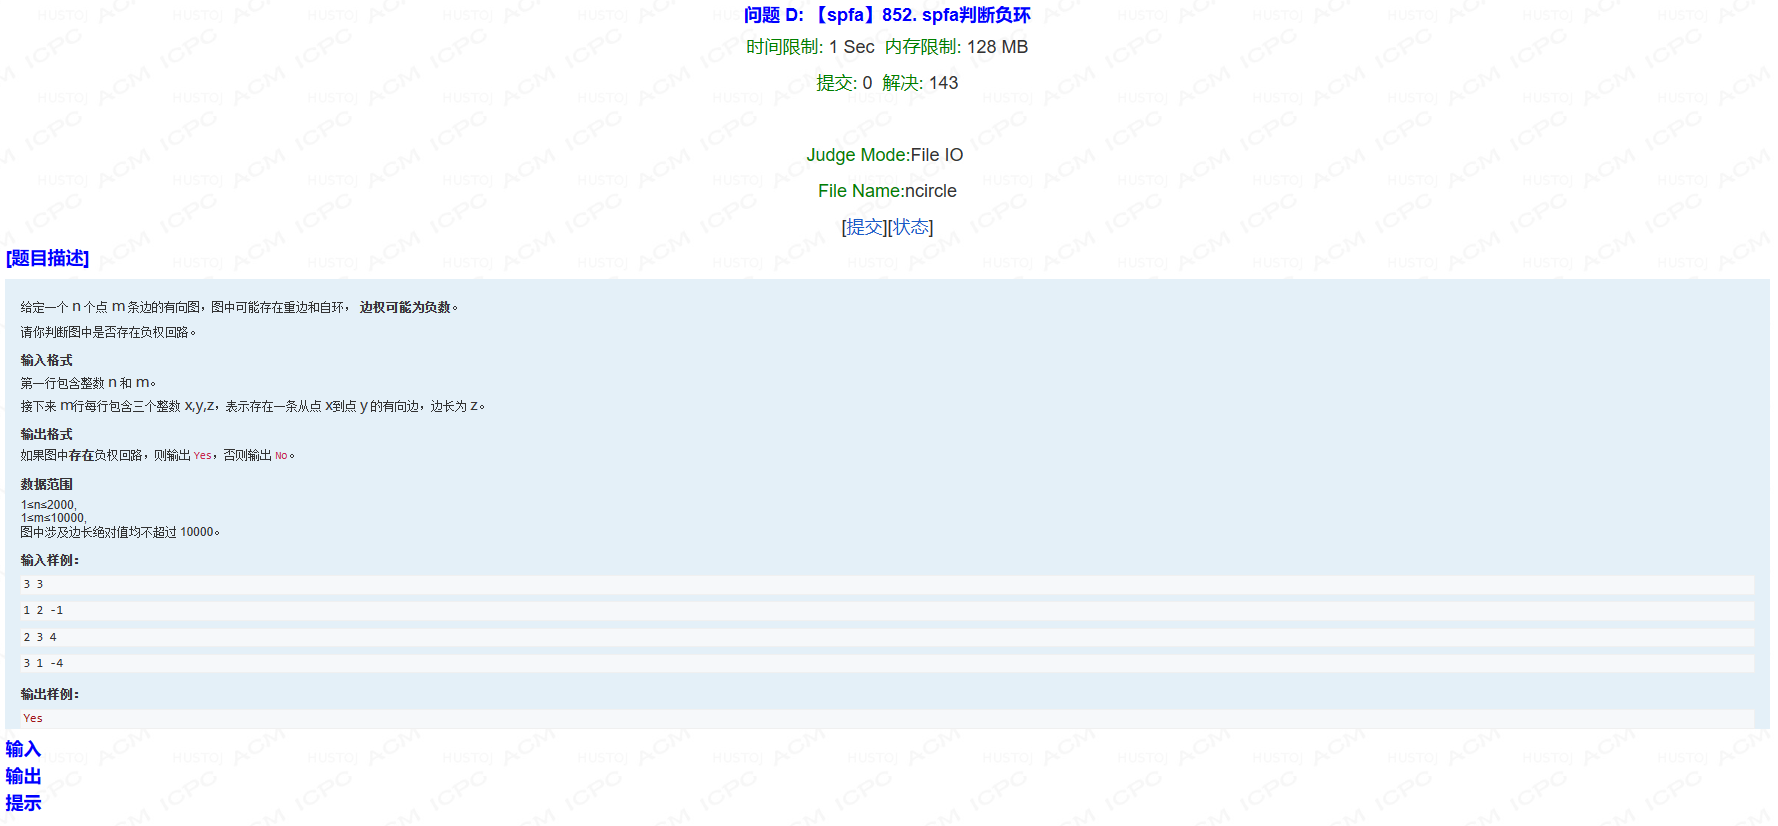 问题 D: 【spfa】852. spfa判断负环
时间限制: 1 Sec  内存限制: 128 MB
提交: 0  解决: 143
Judge Mode:File IO
File Name:ncircle
[提交][状态]
[题目描述]
给定一个 n 个点 m 条边的有向图，图中可能存在重边和自环， 边权可能为负数。
请你判断图中是否存在负权回路。
输入格式
第一行包含整数 n 和 m。
接下来 m行每行包含三个整数 x,y,z，表示存在一条从点 x到点 y 的有向边，边长为 z。
输出格式
如果图中存在负权回路，则输出 Yes，否则输出 No。
数据范围
1≤n≤2000,
1≤m≤10000,
图中涉及边长绝对值均不超过 10000。
输入样例：
3 3
1 2 -1
2 3 4
3 1 -4
输出样例：
Yes
输入
输出
提示